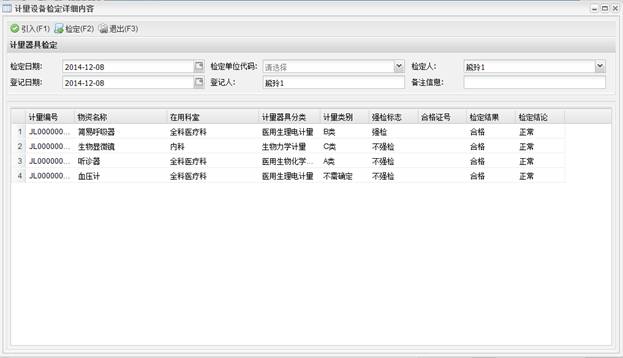 计量设备检定详细内容
引入(F1) 检定(F2) 退出(F3)
计量器具检定
检定日期: 2014-12-08 检定单位代码: 请选择 检定人: 熊玲1
登记日期: 2014-12-08 登记人: 熊玲1 备注信息:
计量编号 物资名称 在用科室 计量器具分类 计量类别 强检标志 合格证号 检定结果 检定结论
1 JL000000... 简易呼吸器 全科医疗科 医用生理电计量 B类 强检 合格 正常
2 JL000000... 生物显微镜 内科 生物力学计量 C类 不强检 合格 正常
3 JL000000... 听诊器 全科医疗科 医用生物化学... A类 不强检 合格 正常
4 JL000000... 血压计 全科医疗科 医用生理电计量 不需确定 不强检 合格 正常